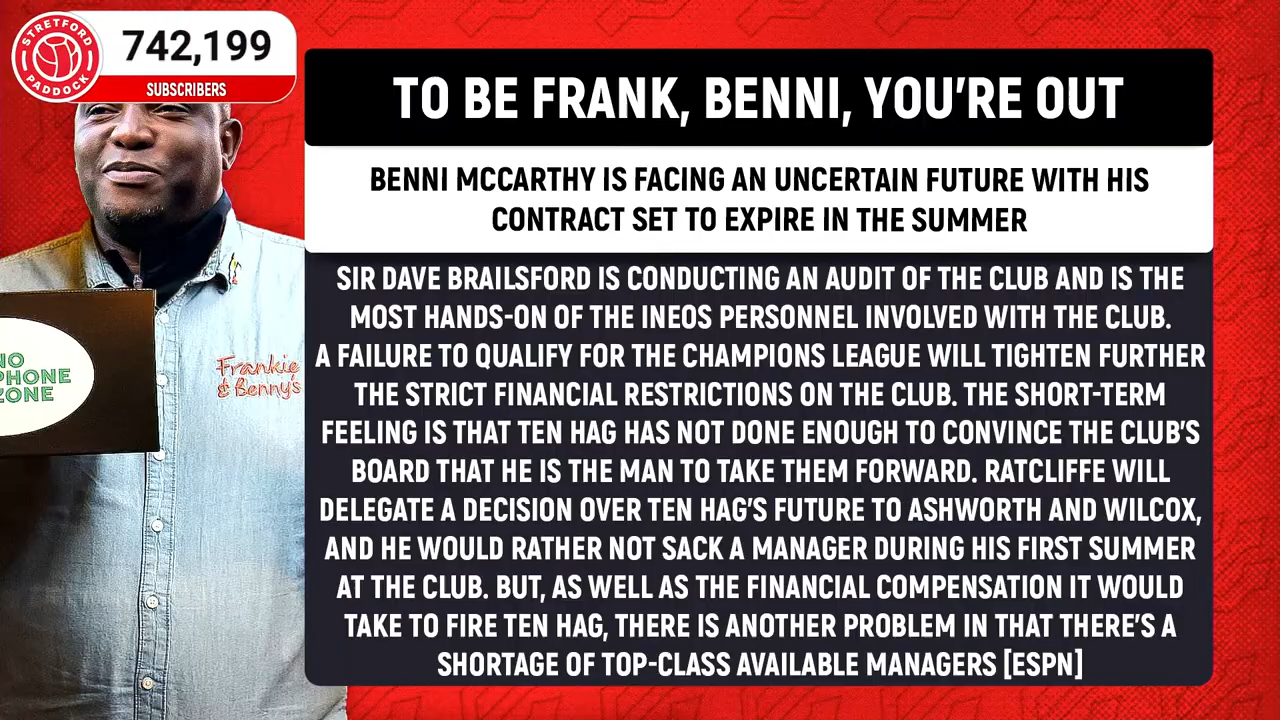 STRETFORD
PADDOCK
742,199
SUBSCRIBERS
TO BE FRANK, BENNI, YOU'RE OUT
BENNI MCCARTHY IS FACING AN UNCERTAIN FUTURE WITH HIS
CONTRACT SET TO EXPIRE IN THE SUMMER
SIR DAVE BRAILSFORD IS CONDUCTING AN AUDIT OF THE CLUB AND IS THE
MOST HANDS-ON OF THE INEOS PERSONNEL INVOLVED WITH THE CLUB.
A FAILURE TO QUALIFY FOR THE CHAMPIONS LEAGUE WILL TIGHTEN FURTHER
THE STRICT FINANCIAL RESTRICTIONS ON THE CLUB. THE SHORT-TERM
FEELING IS THAT TEN HAG HAS NOT DONE ENOUGH TO CONVINCE THE CLUB'S
BOARD THAT HE IS THE MAN TO TAKE THEM FORWARD. RATCLIFFE WILL
DELEGATE A DECISION OVER TEN HAG'S FUTURE TO ASHWORTH AND WILCOX,
AND HE WOULD RATHER NOT SACK A MANAGER DURING HIS FIRST SUMMER
AT THE CLUB. BUT, AS WELL AS THE FINANCIAL COMPENSATION IT WOULD
TAKE TO FIRE TEN HAG, THERE IS ANOTHER PROBLEM IN THAT THERE'S A
SHORTAGE OF TOP-CLASS AVAILABLE MANAGERS [ESPN]
NO
PHONE
ZONE
Frankie
& Benny's